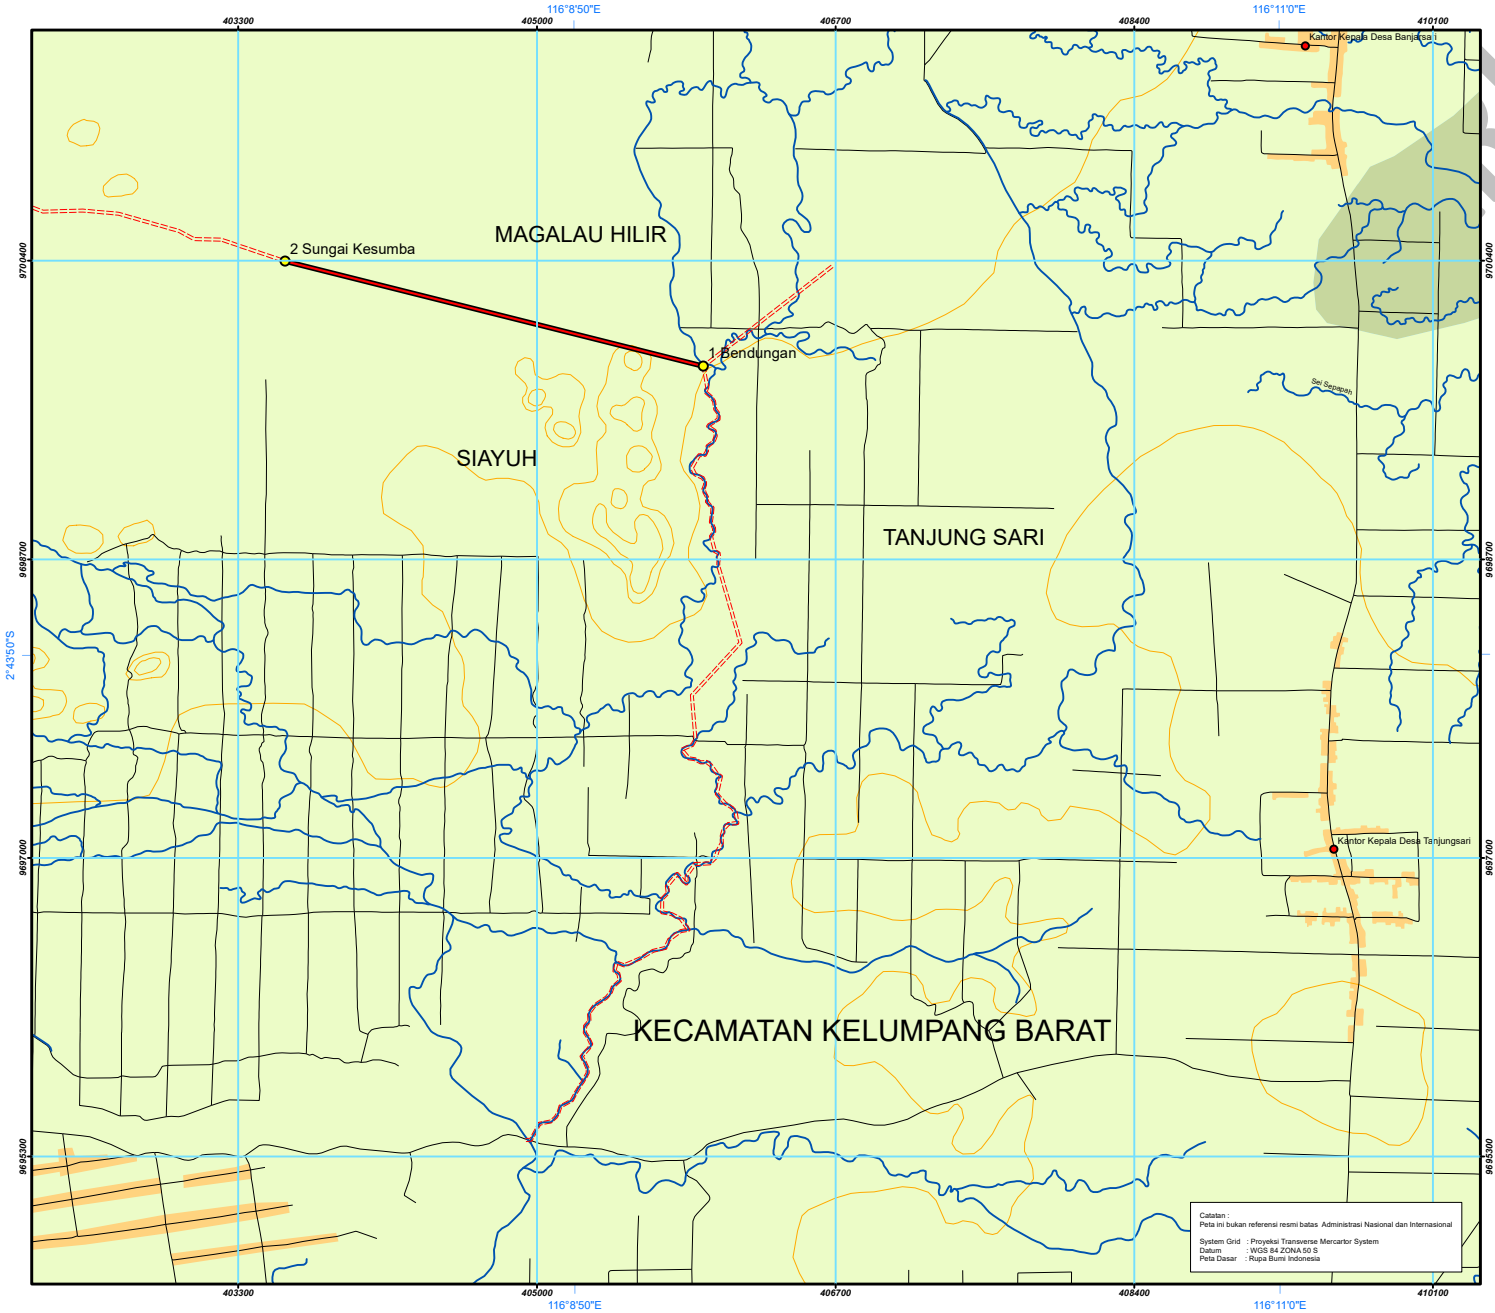 116°8'50"E
116°11'0"E
403300
405000
406700
408400
410100
Kantor Kepala Desa Banjarsari
MAGALAU HILIR
2 Sungai Kesumba
9700400
9700400
1 Bendungan
Sei Sepapah
SIAYUH
TANJUNG SARI
9698700
9698700
2°43'50"S
Kantor Kepala Desa Tanjungsari
9697000
9697000
KECAMATAN KELUMPANG BARAT
9695300
9695300
Catatan :
Peta ini bukan referensi resmi batas Administrasi Nasional dan Internasional
System Grid : Proyeksi Transverse Mercartor System
Datum : WGS 84 ZONA 50 S
Peta Dasar : Rupa Bumi Indonesia
403300
405000
406700
408400
410100
116°8'50"E
116°11'0"E